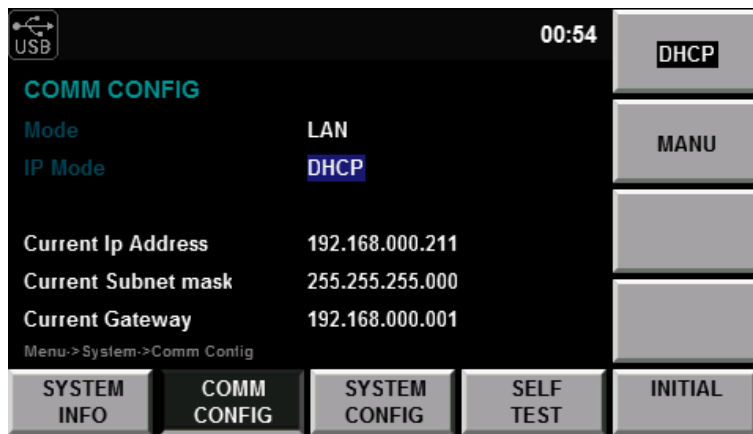 USB
00:54
DHCP
COMM CONFIG
Mode LAN
MANU
IP Mode DHCP
Current Ip Address 192.168.000.211
Current Subnet mask 255.255.255.000
Current Gateway 192.168.000.001
Menu->System->Comm Config
SYSTEM INFO
COMM CONFIG
SYSTEM CONFIG
SELF TEST
INITIAL